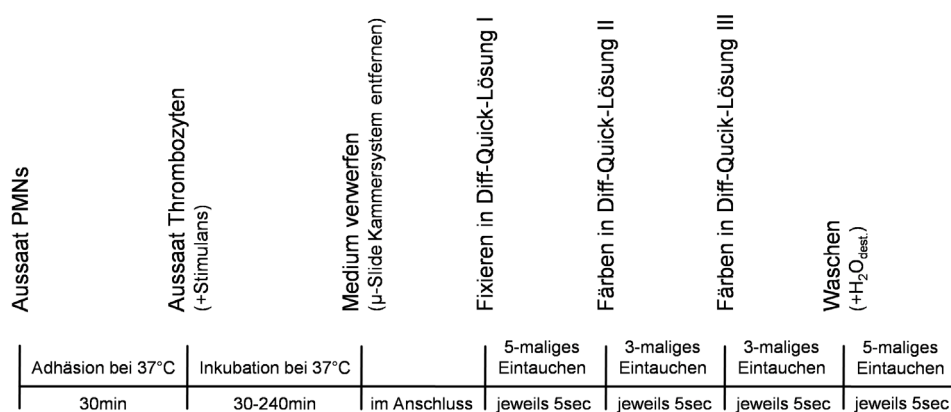 Aussaat PMNs
Aussaat Thrombozyten
(+Stimulans)
Medium verwerfen
(µ-Slide Kammersystem entfernen)
Fixieren in Diff-Quick-Lösung I
Färben in Diff-Quick-Lösung II
Färben in Diff-Qucik-Lösung III
Waschen
(+H₂O dest.)
Adhäsion bei 37°C
Inkubation bei 37°C
5-maliges
Eintauchen
3-maliges
Eintauchen
3-maliges
Eintauchen
5-maliges
Eintauchen
30min
30-240min
im Anschluss
jeweils 5sec
jeweils 5sec
jeweils 5sec
jeweils 5sec